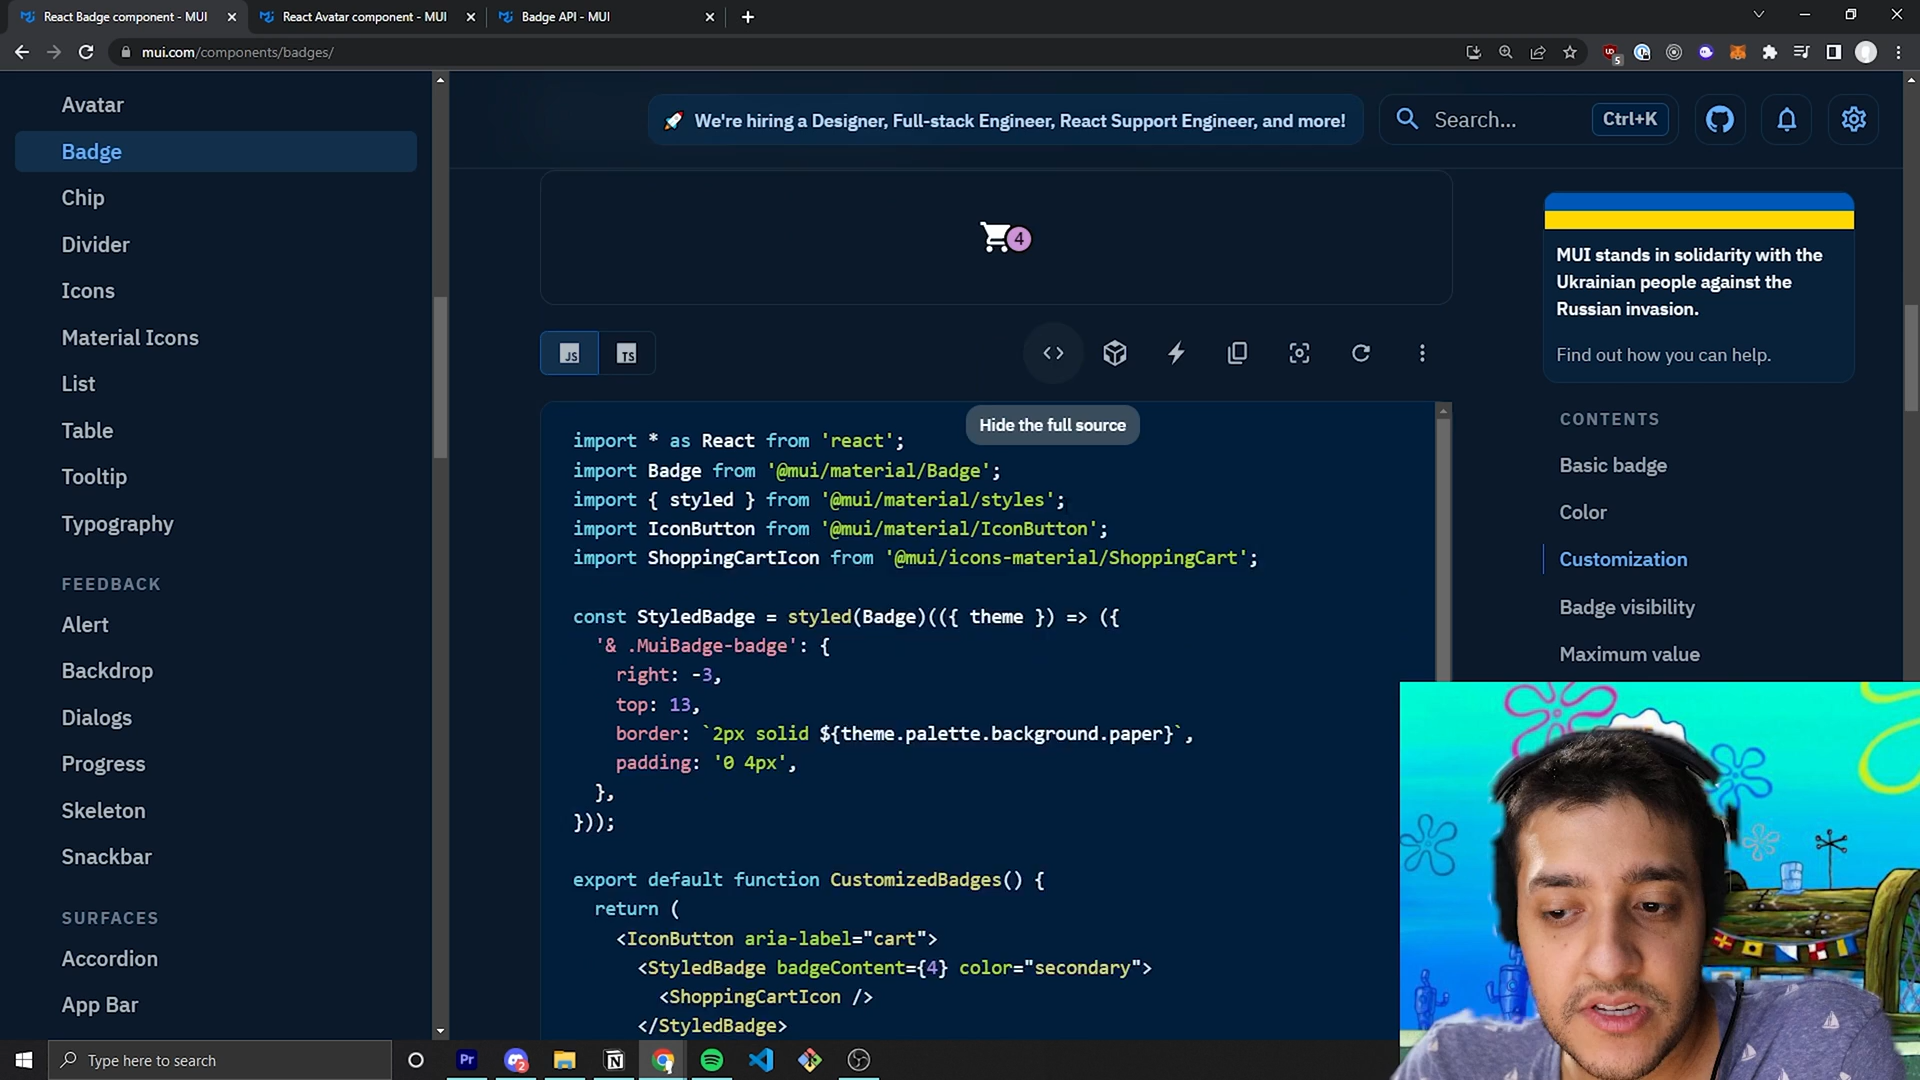 React Badge component - MUI
React Avatar component - MUI
Badge API - MUI
mui.com/components/badges/
5
Avatar
Badge
Chip
Divider
Icons
Material Icons
List
Table
Tooltip
Typography
FEEDBACK
Alert
Backdrop
Dialogs
Progress
Skeleton
Snackbar
SURFACES
Accordion
App Bar
We're hiring a Designer, Full-stack Engineer, React Support Engineer, and more!
Search...
Ctrl+K
4
JS
TS
Hide the full source
import * as React from 'react';
import Badge from '@mui/material/Badge';
import { styled } from '@mui/material/styles';
import IconButton from '@mui/material/IconButton';
import ShoppingCartIcon from '@mui/icons-material/ShoppingCart';
const StyledBadge = styled(Badge)(({ theme }) => ({
'& .MuiBadge-badge': {
right: -3,
top: 13,
border: `2px solid ${theme.palette.background.paper}`,
padding: '0 4px',
},
}));
export default function CustomizedBadges() {
return (
<IconButton aria-label="cart">
<StyledBadge badgeContent={4} color="secondary">
<ShoppingCartIcon />
</StyledBadge>
MUI stands in solidarity with the
Ukrainian people against the
Russian invasion.
Find out how you can help.
CONTENTS
Basic badge
Color
Customization
Badge visibility
Maximum value
Type here to search
Pr
2